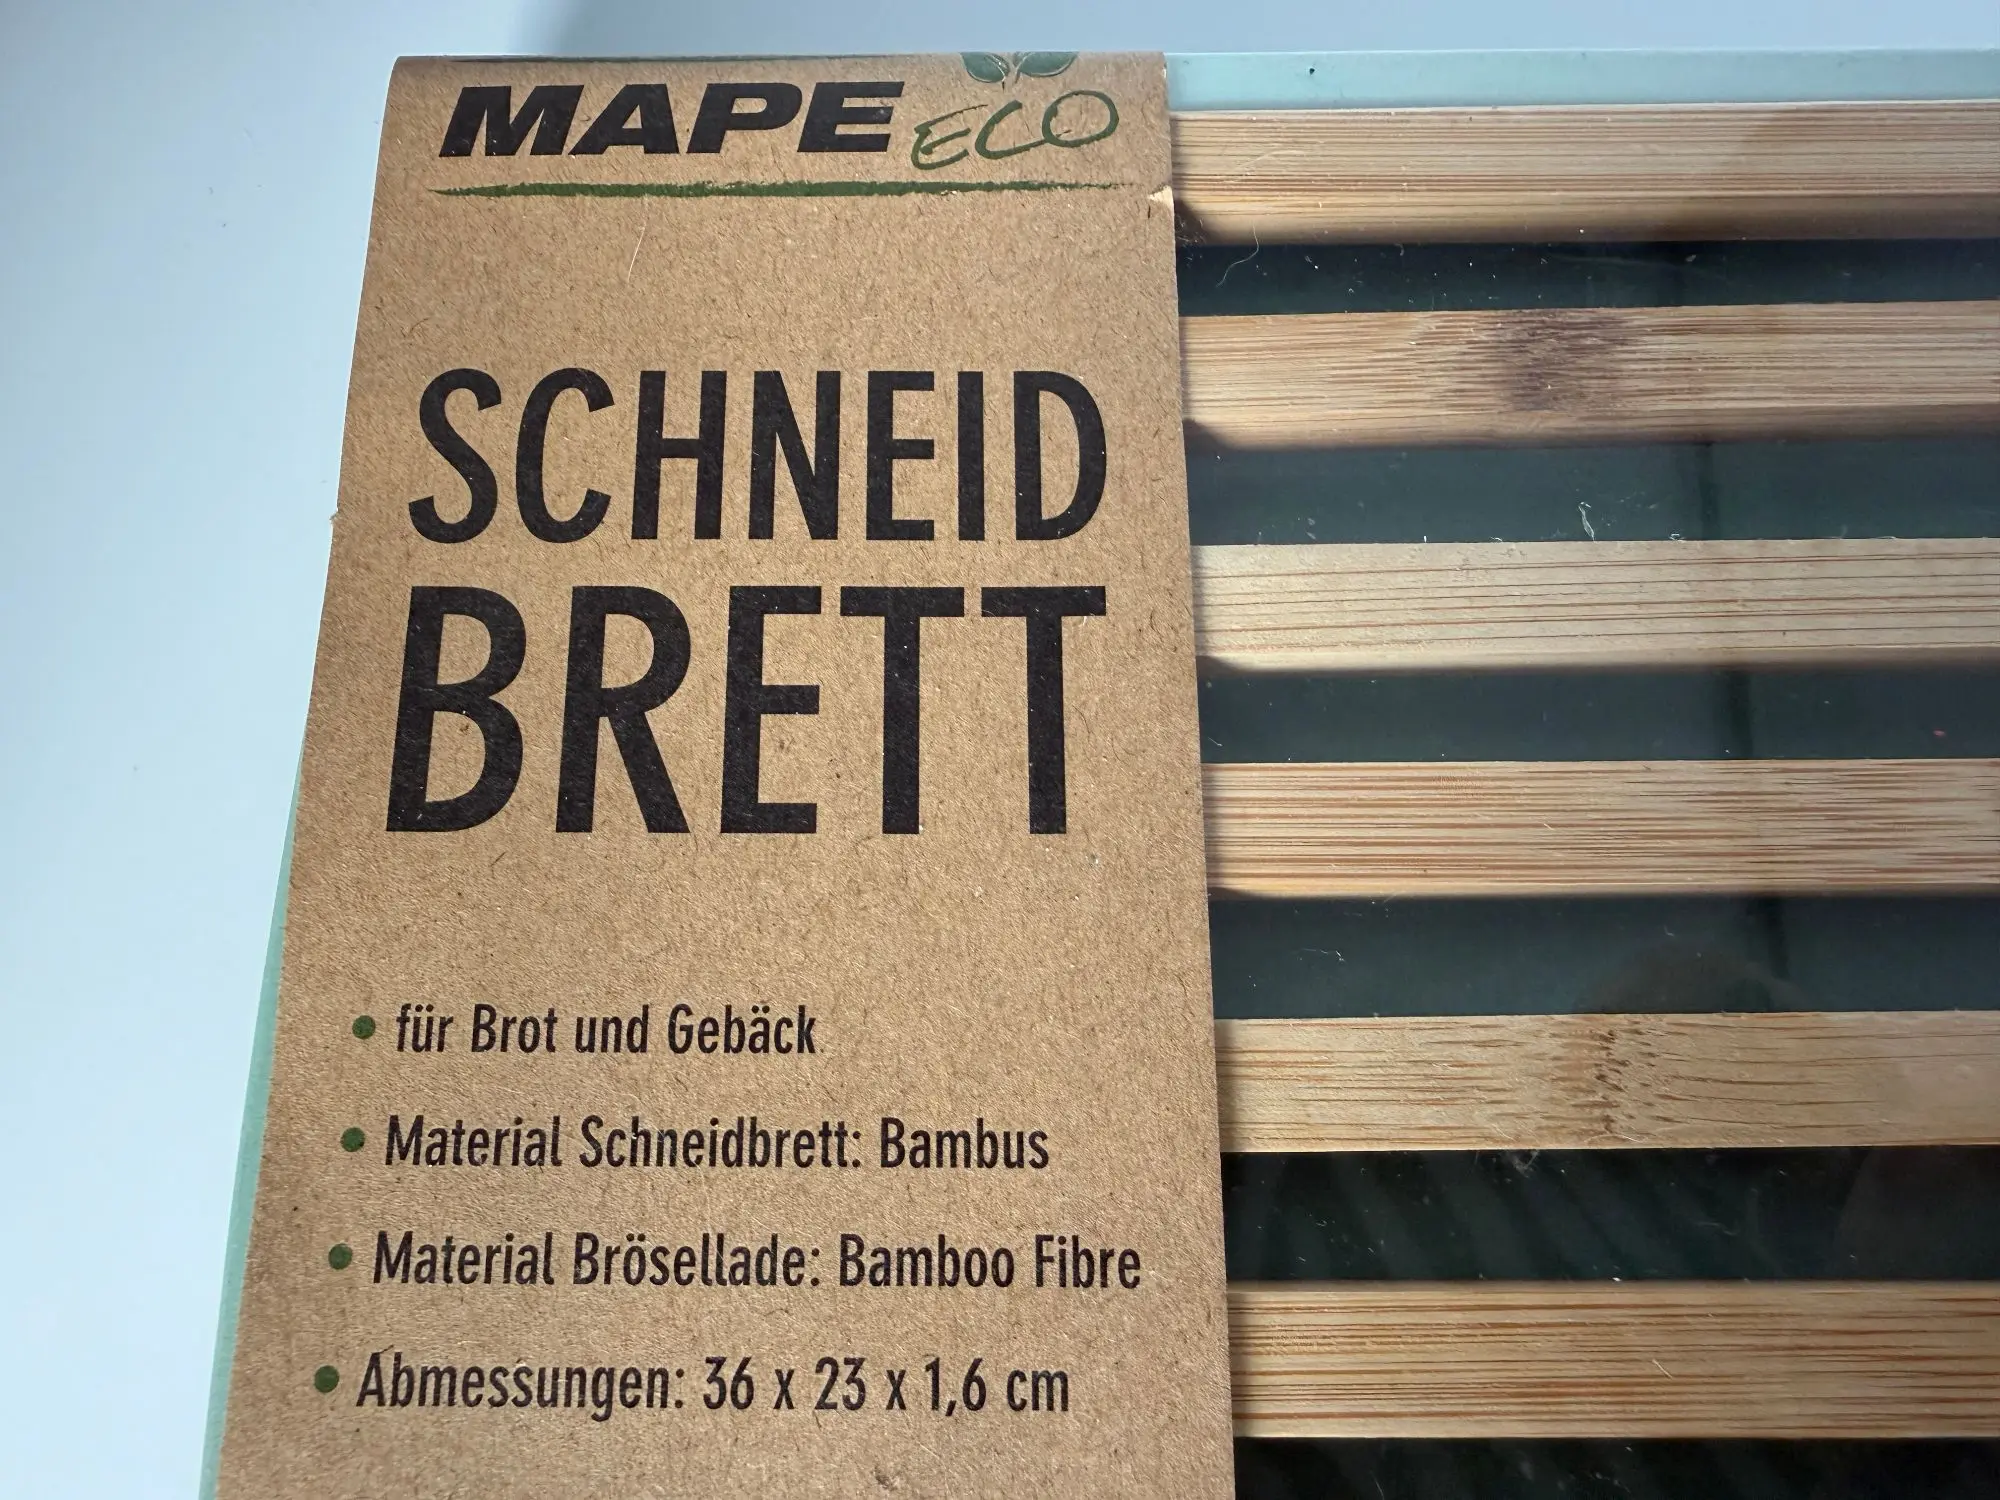 MAPE ECO
SCHNEID
BRETT
• für Brot und Gebäck
• Material Schneidbrett: Bambus
• Material Brösellade: Bamboo Fibre
• Abmessungen: 36 x 23 x 1,6 cm